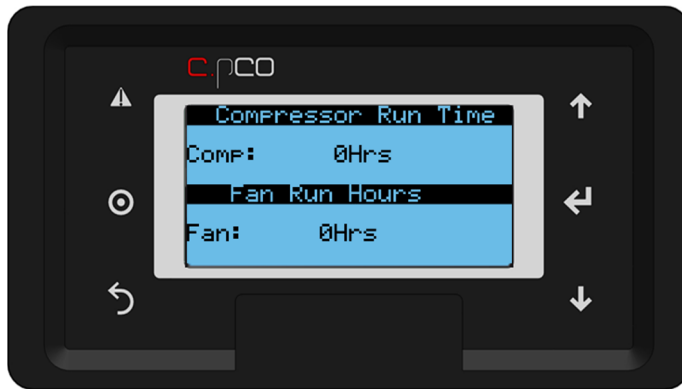 c.pCO
Compressor Run Time
Comp: 0Hrs
Fan Run Hours
Fan: 0Hrs